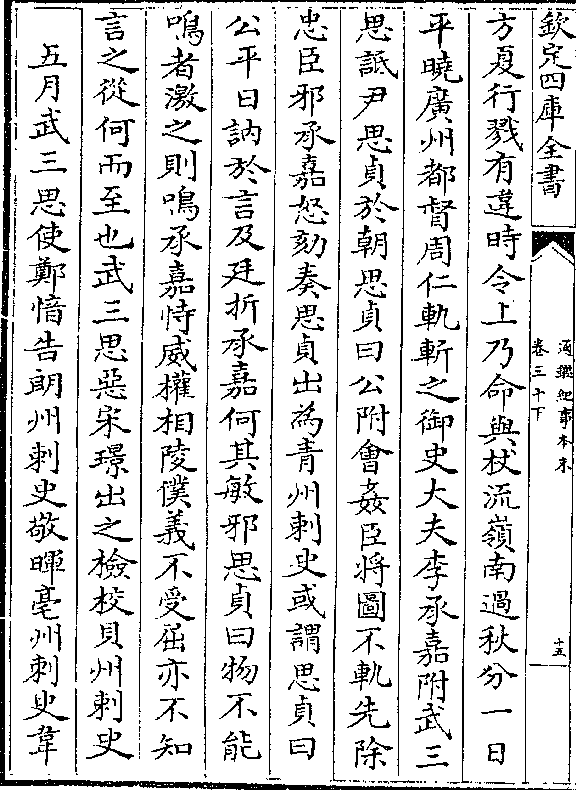 欽定四庫全書
通鑑紀事本末
卷三十下
十五
方夏行戮有違時令上乃命與杖流嶺南過秋分一日
平曉廣州都督周仁軌斬之御史大夫李承嘉附武三
思詆尹思貞於朝思貞曰公附會姦臣將圖不軌先除
忠臣邪承嘉怒劾奏思貞出為青州刺史或謂思貞曰
公平日訥於言及廷折承嘉何其敏邪思貞曰物不能
鳴者激之則鳴承嘉恃威權相陵僕義不受屈亦不知
言之從何而至也武三思惡宋璟出之檢校貝州刺史
五月武三思使鄭愔告朗州刺史敬暉亳州刺史韋